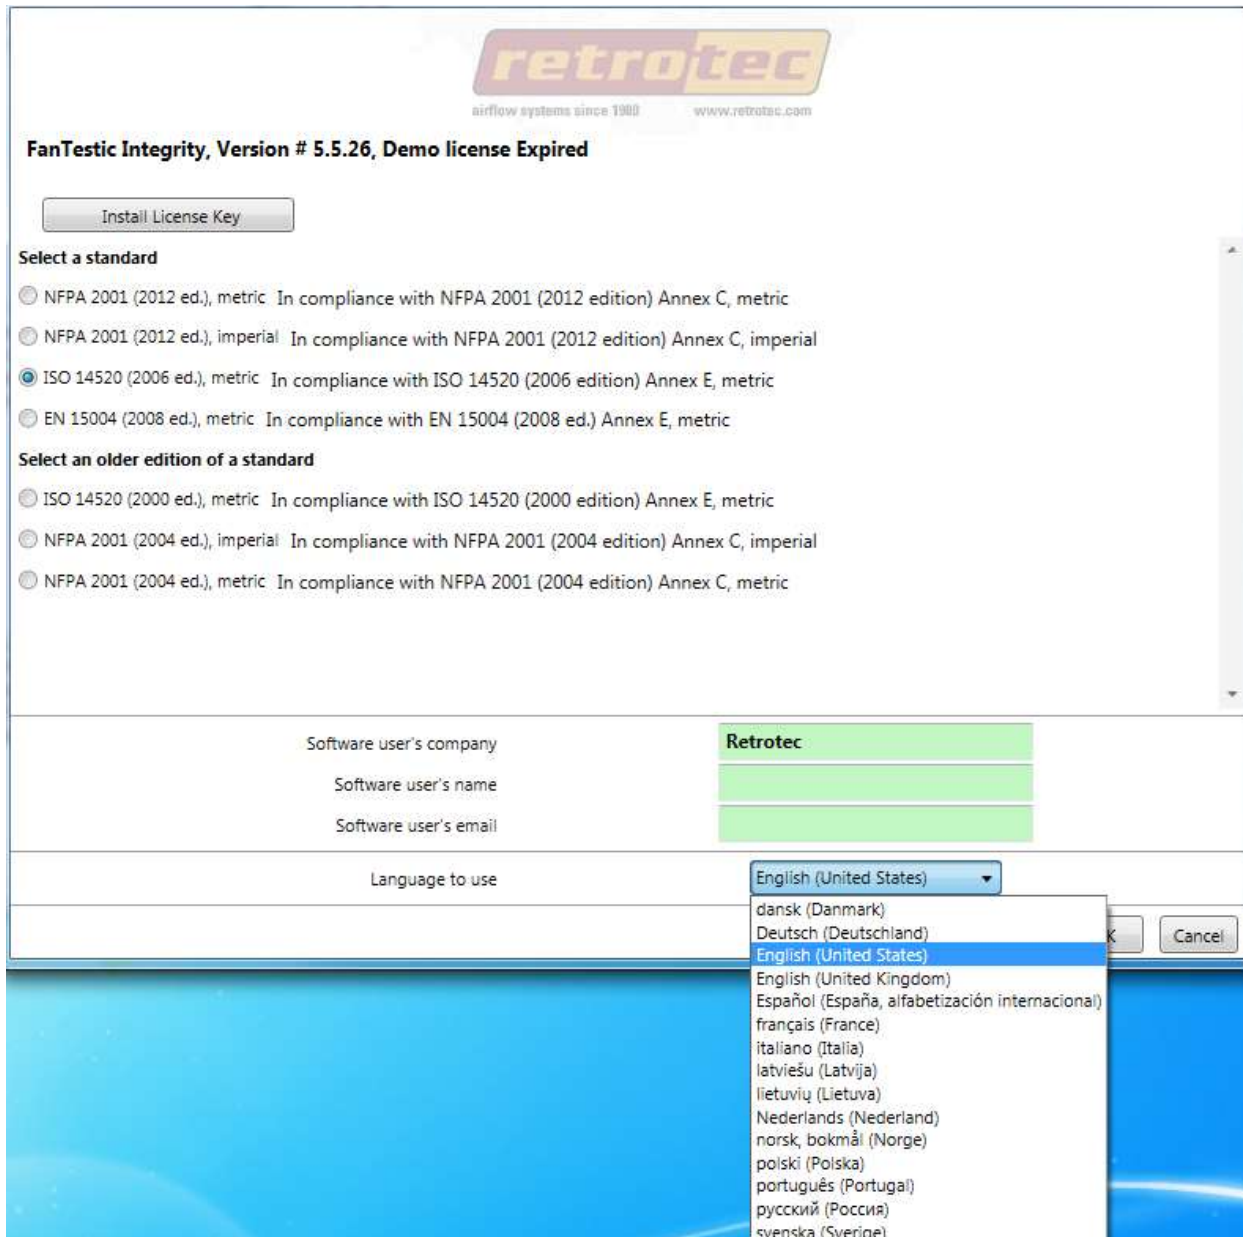 retrotec
airflow systems since 1980 www.retrotec.com
FanTestic Integrity, Version # 5.5.26, Demo license Expired
Install License Key
Select a standard
NFPA 2001 (2012 ed.), metric In compliance with NFPA 2001 (2012 edition) Annex C, metric
NFPA 2001 (2012 ed.), imperial In compliance with NFPA 2001 (2012 edition) Annex C, imperial
ISO 14520 (2006 ed.), metric In compliance with ISO 14520 (2006 edition) Annex E, metric
EN 15004 (2008 ed.), metric In compliance with EN 15004 (2008 ed.) Annex E, metric
Select an older edition of a standard
ISO 14520 (2000 ed.), metric In compliance with ISO 14520 (2000 edition) Annex E, metric
NFPA 2001 (2004 ed.), imperial In compliance with NFPA 2001 (2004 edition) Annex C, imperial
NFPA 2001 (2004 ed.), metric In compliance with NFPA 2001 (2004 edition) Annex C, metric
Software user's company Retrotec
Software user's name
Software user's email
Language to use English (United States)
K Cancel
dansk (Danmark)
Deutsch (Deutschland)
English (United States)
English (United Kingdom)
Español (España, alfabetización internacional)
français (France)
italiano (Italia)
latviešu (Latvija)
lietuvių (Lietuva)
Nederlands (Nederland)
norsk, bokmål (Norge)
polski (Polska)
português (Portugal)
русский (Россия)
svenska (Sverige)